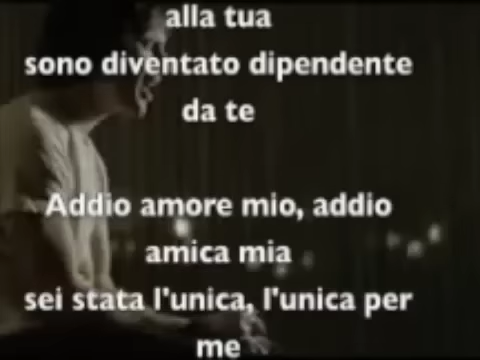 alla tua
sono diventato dipendente
da te
Addio amore mio, addio
amica mia
sei stata l'unica, l'unica per
me